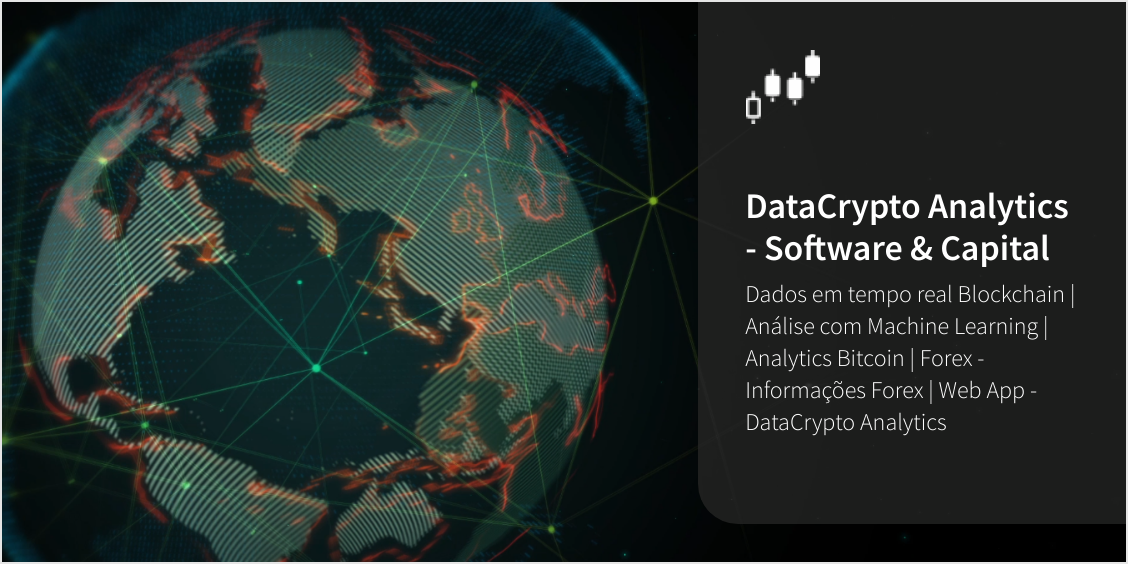 DataCrypto Analytics
- Software & Capital
Dados em tempo real Blockchain |
Análise com Machine Learning |
Analytics Bitcoin | Forex -
Informações Forex | Web App -
DataCrypto Analytics